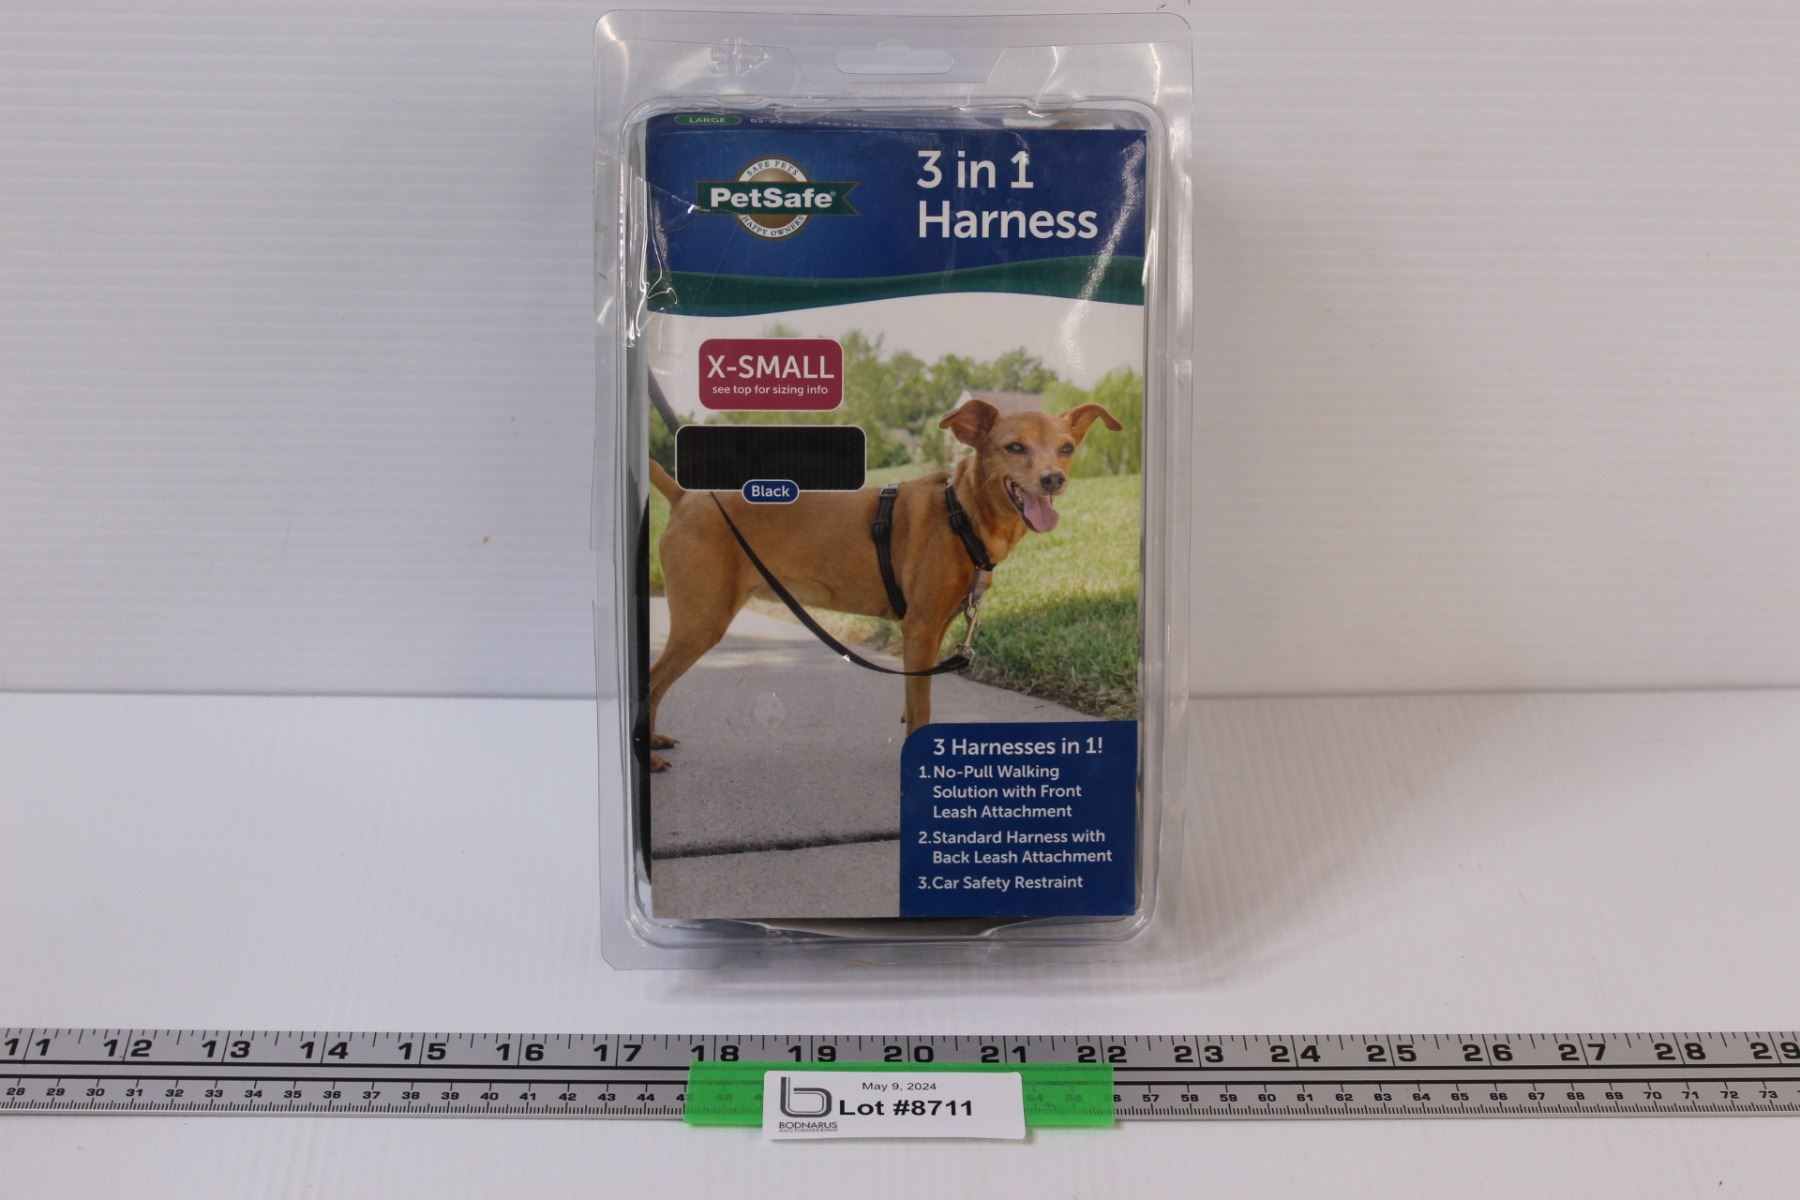 LARGE
SAFE PETS
PetSafe®
HAPPY OWNERS
3 in 1
Harness
X-SMALL
see top for sizing info
Black
3 Harnesses in 1!
1. No-Pull Walking
Solution with Front
Leash Attachment
2. Standard Harness with
Back Leash Attachment
3. Car Safety Restraint
11 12 13 14 15 16 17 18 19 20 21 22 23 24 25 26 27 28 29
28 29 30 31 32 33 34 35 36 37 38 39 40 41 42 43 44 57 58 59 60 61 62 63 64 65 66 67 68 69 70 71 72 73
May 9, 2024
Lot #8711
BODNARUS
AUCTIONEERING